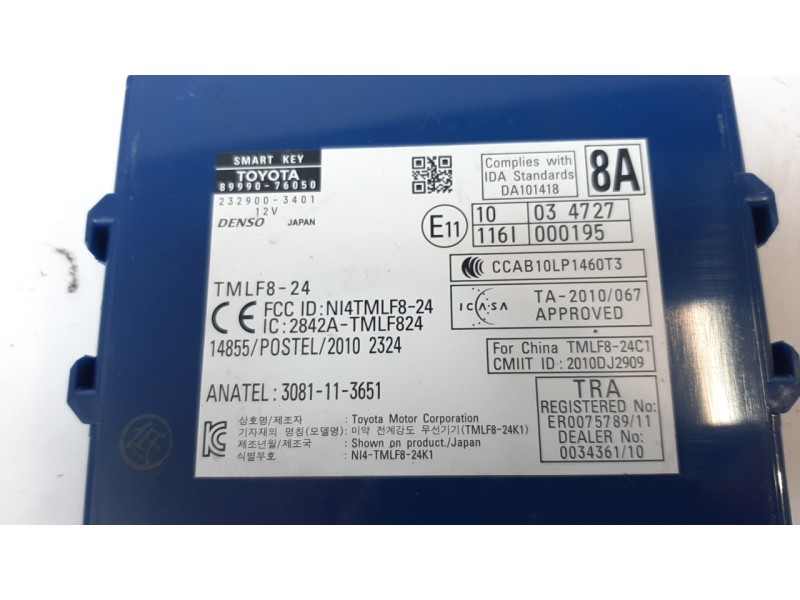 SMART KEY
TOYOTA
89990-76050
232900-3401
12V
DENSO JAPAN
Complies with
IDA Standards
DA101418
8A
E11
10 03 4727
116I 000195
CCAB10LP1460T3
TMLF8-24
CE FCC ID: NI4TMLF8-24
IC: 2842A-TMLF824
14855/POSTEL/2010 2324
ICASA
TA-2010/067
APPROVED
For China TMLF8-24C1
CMIIT ID: 2010DJ2909
ANATEL: 3081-11-3651
TRA
REGISTERED No:
ER0075789/11
DEALER No:
0034361/10
상호명/제조자 : Toyota Motor Corporation
기자재의 명칭(모델명) : 미약 전계강도 무선기기(TMLF8-24K1)
제조년월/제조국 : Shown on product./Japan
식별부호 : NI4-TMLF8-24K1